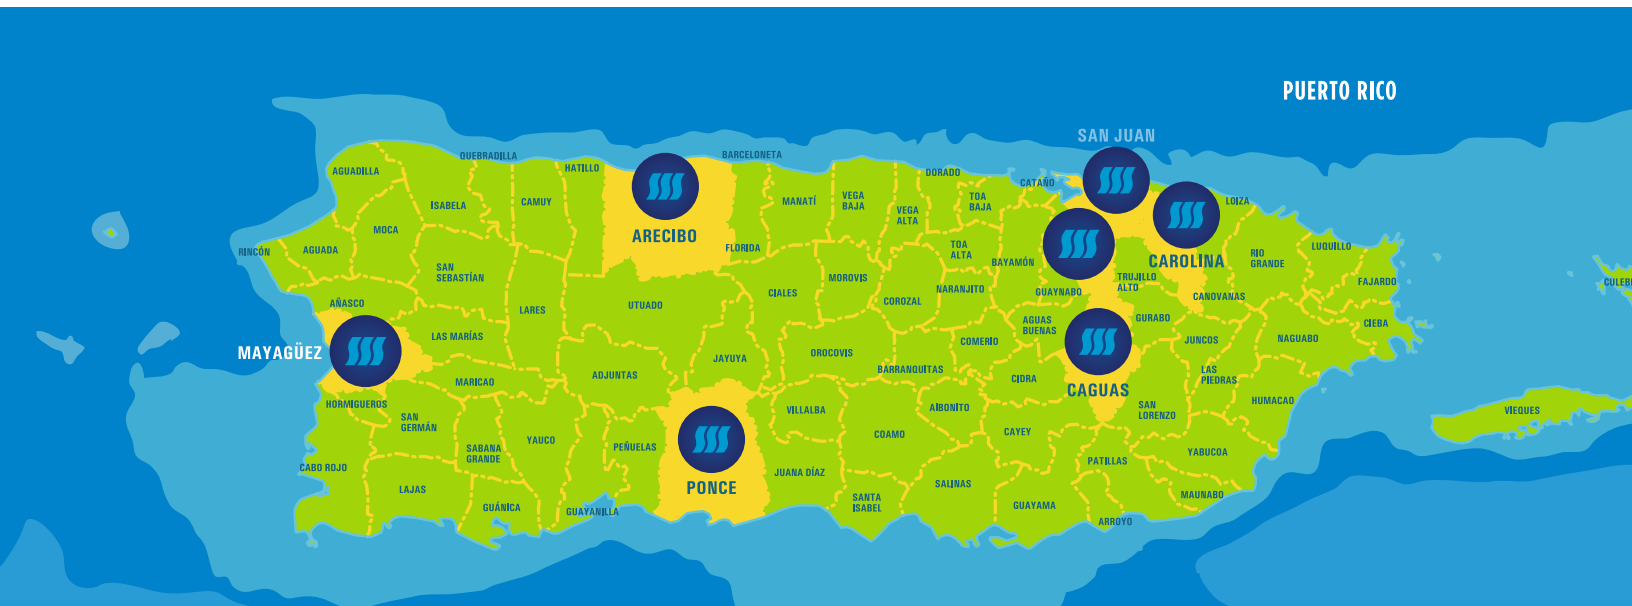 PUERTO RICO
SAN JUAN
QUEBRADILLA
BARCELONETA
HATILLO
AGUADILLA
DORADO
CATAÑO
ISABELA
CAMUY
MANATÍ
VEGA
BAJA
VEGA
ALTA
TOA
BAJA
LOIZA
MOCA
ARECIBO
FLORIDA
RINCÓN
AGUADA
TOA
ALTA
BAYAMÓN
CAROLINA
RIO
GRANDE
LUQUILLO
SAN
SEBASTÍAN
MOROVIS
TRUJILLO
ALTO
FAJARDO
CULEB
AÑASCO
LARES
UTUADO
CIALES
COROZAL
NARANJITO
GUAYNABO
CANOVANAS
LAS MARÍAS
AGUAS
BUENAS
GURABO
CIEBA
MAYAGÜEZ
JAYUYA
OROCOVIS
COMERIO
JUNCOS
NAGUABO
MARICAO
ADJUNTAS
BARRANQUITAS
CIDRA
CAGUAS
LAS
PIEDRAS
HORMIGUEROS
SAN
GERMÁN
VILLALBA
AIBONITO
SAN
LORENZO
HUMACAO
VIEQUES
SABANA
GRANDE
YAUCO
PEÑUELAS
COAMO
CAYEY
YABUCOA
CABO ROJO
PATILLAS
LAJAS
PONCE
JUANA DÍAZ
SALINAS
MAUNABO
GUÁNICA
GUAYANILLA
SANTA
ISABEL
GUAYAMA
ARROYO